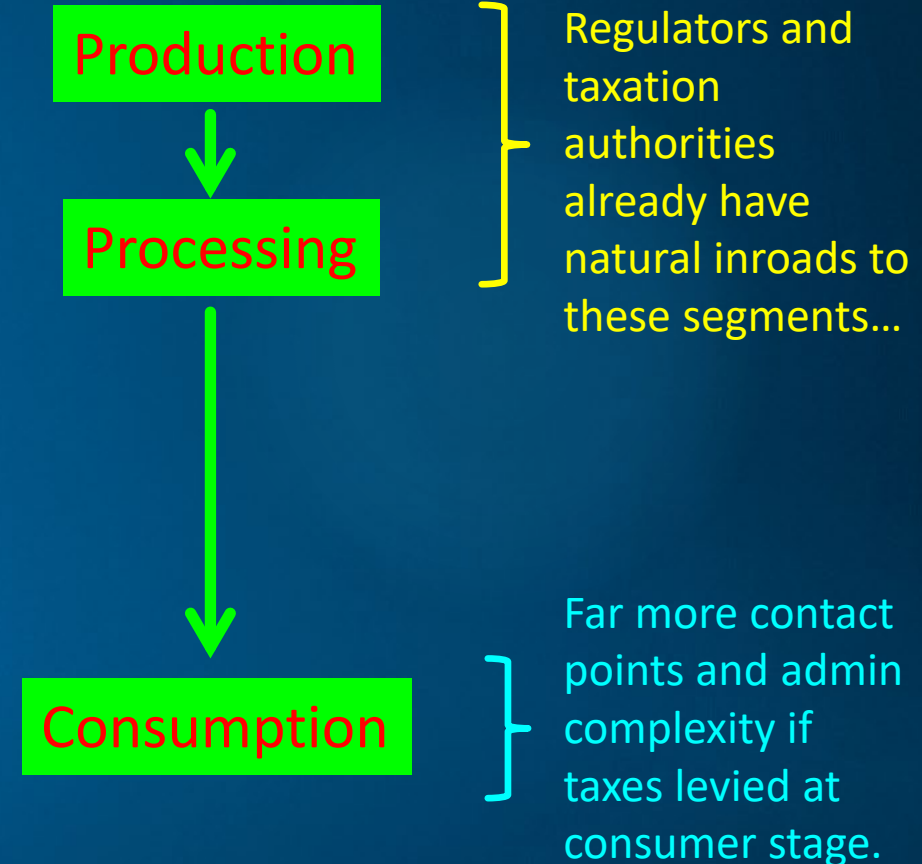 Production
Regulators and
taxation
authorities
already have
natural inroads to
these segments…
Processing
Far more contact
points and admin
complexity if
taxes levied at
consumer stage.
Consumption